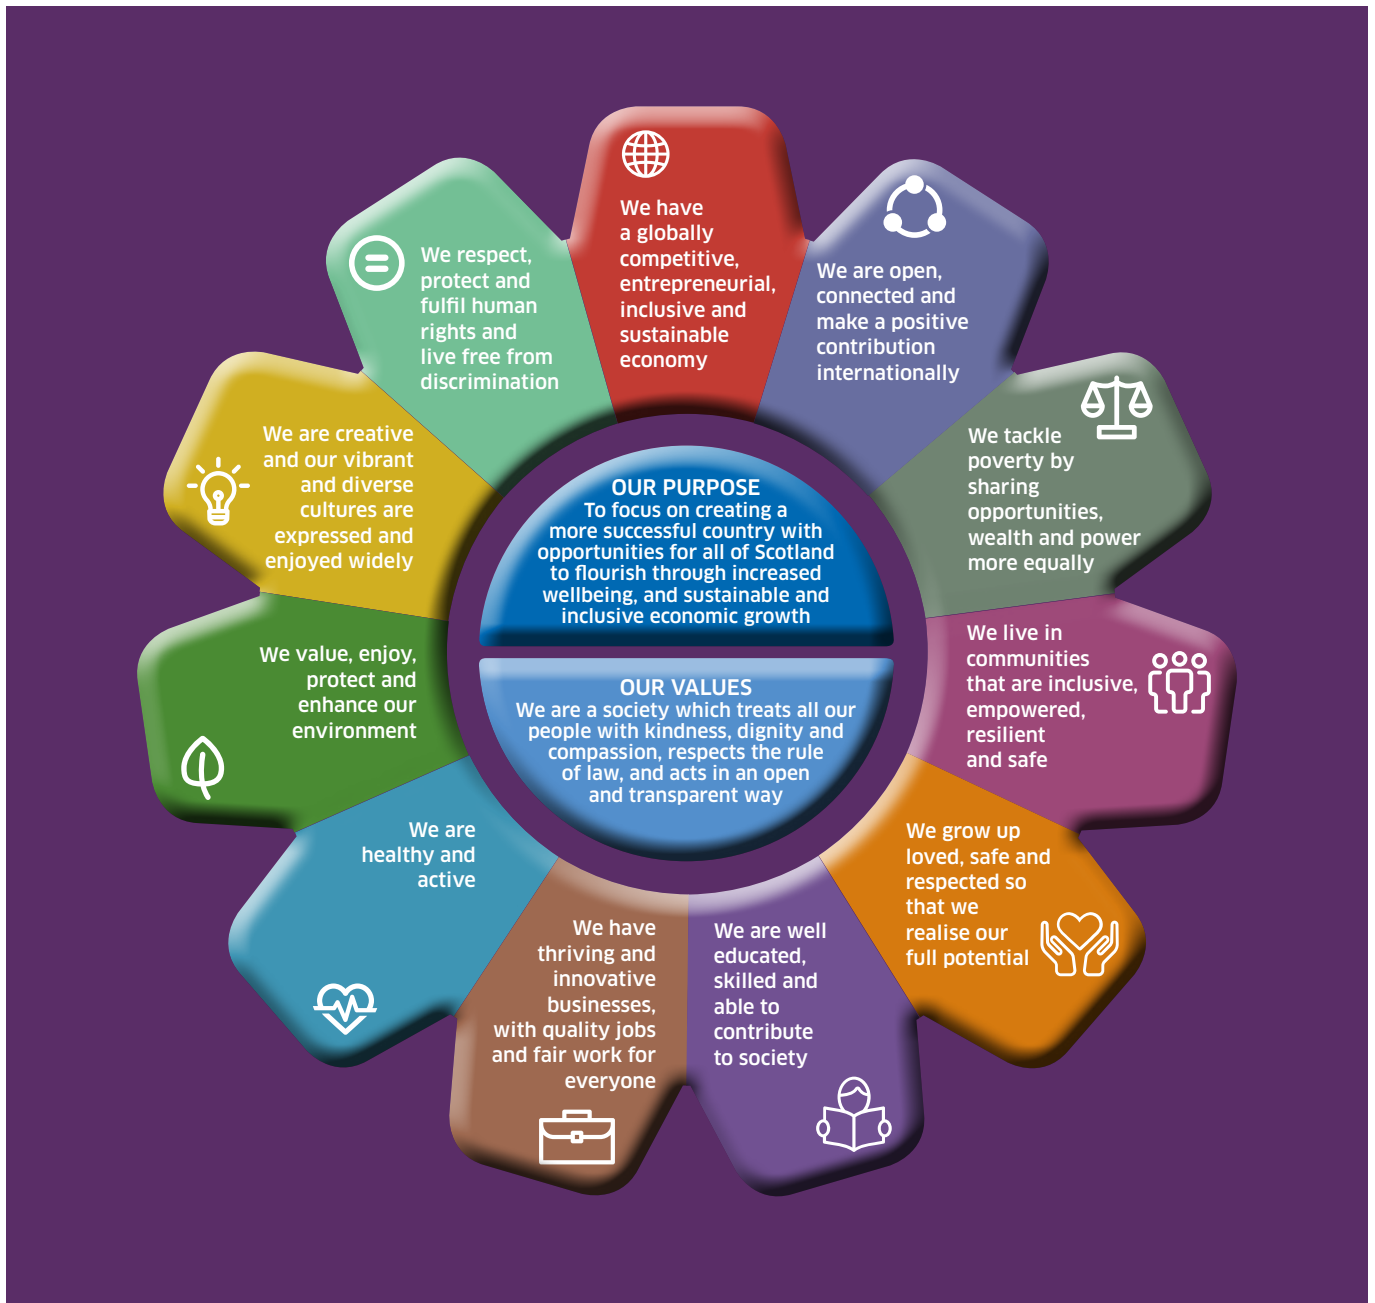 We have
a globally
competitive,
entrepreneurial,
inclusive and
sustainable
economy
We are open,
connected and
make a positive
contribution
internationally
We tackle
poverty by
sharing
opportunities,
wealth and power
more equally
We live in
communities
that are inclusive,
empowered,
resilient
and safe
We grow up
loved, safe and
respected so
that we
realise our
full potential
We are well
educated,
skilled and
able to
contribute
to society
We have
thriving and
innovative
businesses,
with quality jobs
and fair work for
everyone
We are
healthy and
active
We value, enjoy,
protect and
enhance our
environment
We are creative
and our vibrant
and diverse
cultures are
expressed and
enjoyed widely
We respect,
protect and
fulfil human
rights and
live free from
discrimination
OUR PURPOSE
To focus on creating a
more successful country with
opportunities for all of Scotland
to flourish through increased
wellbeing, and sustainable and
inclusive economic growth
OUR VALUES
We are a society which treats all our
people with kindness, dignity and
compassion, respects the rule
of law, and acts in an open
and transparent way